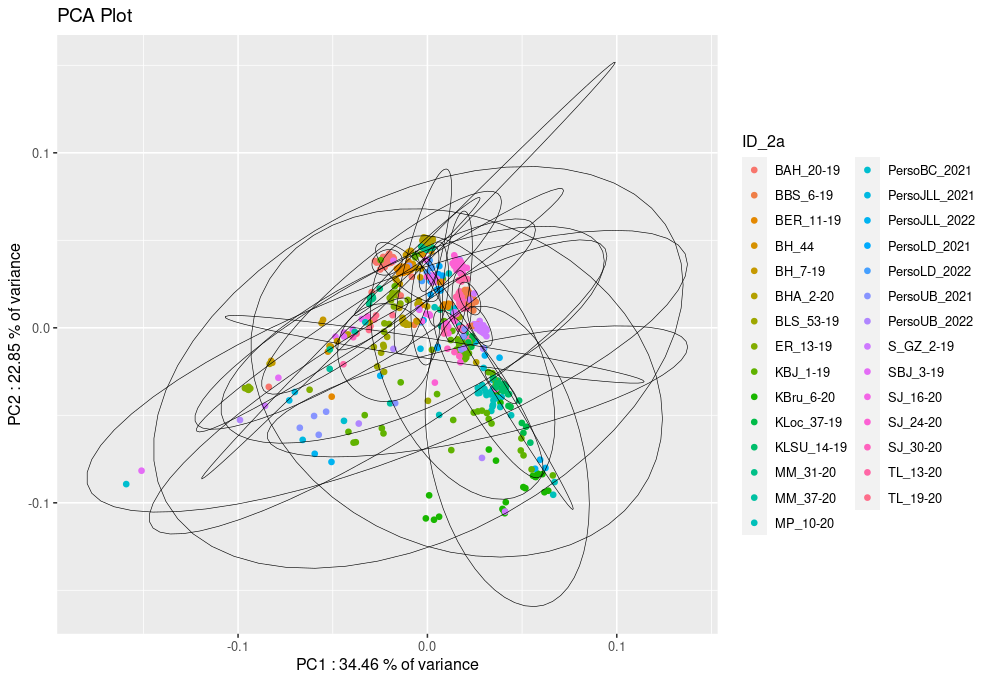 PCA Plot
0.1
0.0
-0.1
PC2 : 22.85 % of variance
-0.1
0.0
0.1
PC1 : 34.46 % of variance
ID_2a
BAH_20-19
BBS_6-19
BER_11-19
BH_44
BH_7-19
BHA_2-20
BLS_53-19
ER_13-19
KBJ_1-19
KBru_6-20
KLoc_37-19
KLSU_14-19
MM_31-20
MM_37-20
MP_10-20
PersoBC_2021
PersoJLL_2021
PersoJLL_2022
PersoLD_2021
PersoLD_2022
PersoUB_2021
PersoUB_2022
S_GZ_2-19
SBJ_3-19
SJ_16-20
SJ_24-20
SJ_30-20
TL_13-20
TL_19-20